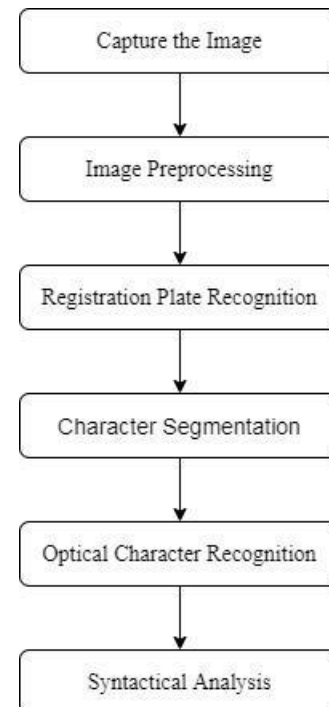 Capture the Image
Image Preprocessing
Registration Plate Recognition
Character Segmentation
Optical Character Recognition
Syntactical Analysis